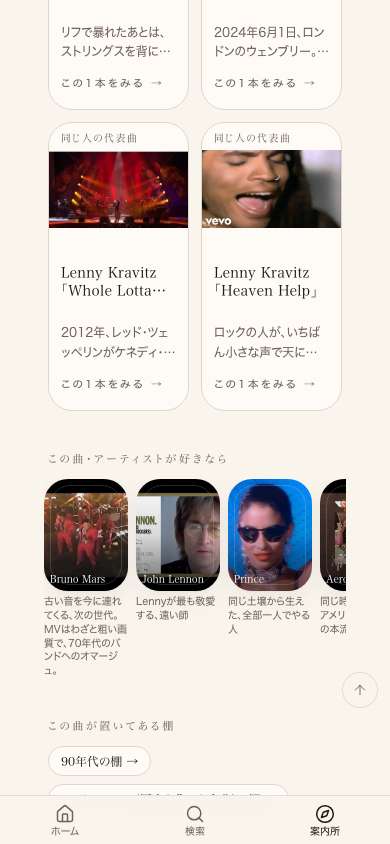 リフで暴れたあとは、
ストリングスを背に…
この1本をみる →
2024年6月1日、ロン
ドンのウェンブリー。…
この1本をみる →
同じ人の代表曲
Lenny Kravitz
「Whole Lotta…
2012年、レッド・ツェ
ッペリンがケネディ・…
この1本をみる →
同じ人の代表曲
vevo
Lenny Kravitz
「Heaven Help」
ロックの人が、いちば
ん小さな声で天に…
この1本をみる →
この曲・アーティストが好きなら
Bruno Mars
古い音を今に連れ
てくる、次の世代。
MVはわざと粗い画
質で、70年代のバ
ンドへのオマージ
ュ。
NNON.
John Lennon
Lennyが最も敬愛
する、遠い師
Prince
同じ土壌から生え
た、全部一人でやる
人
Aero
同じ時
アメリ
の本流
この曲が置いてある棚
90年代の棚 →
ホーム
検索
案内所